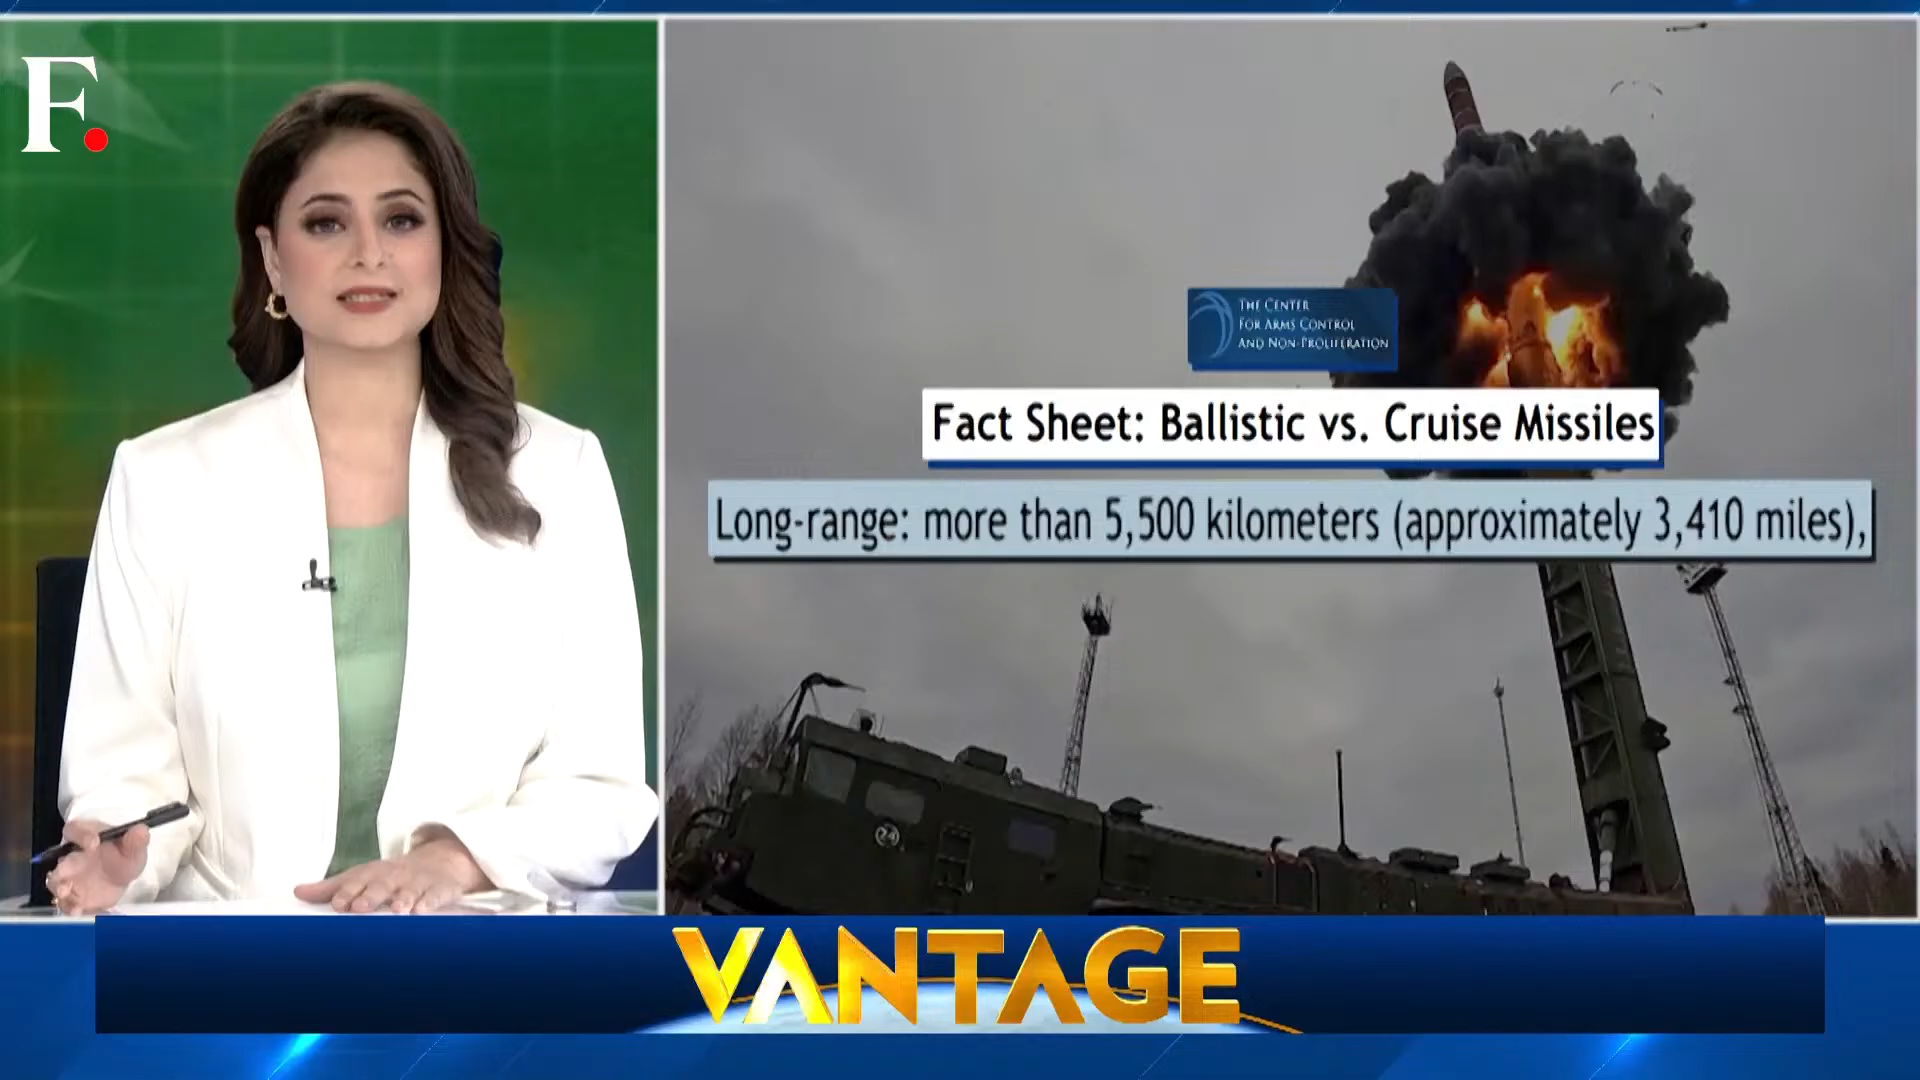 F.
THE CENTER
FOR ARMS CONTROL
AND NON-PROLIFERATION
Fact Sheet: Ballistic vs. Cruise Missiles
Long-range: more than 5,500 kilometers (approximately 3,410 miles),
24
VANTAGE